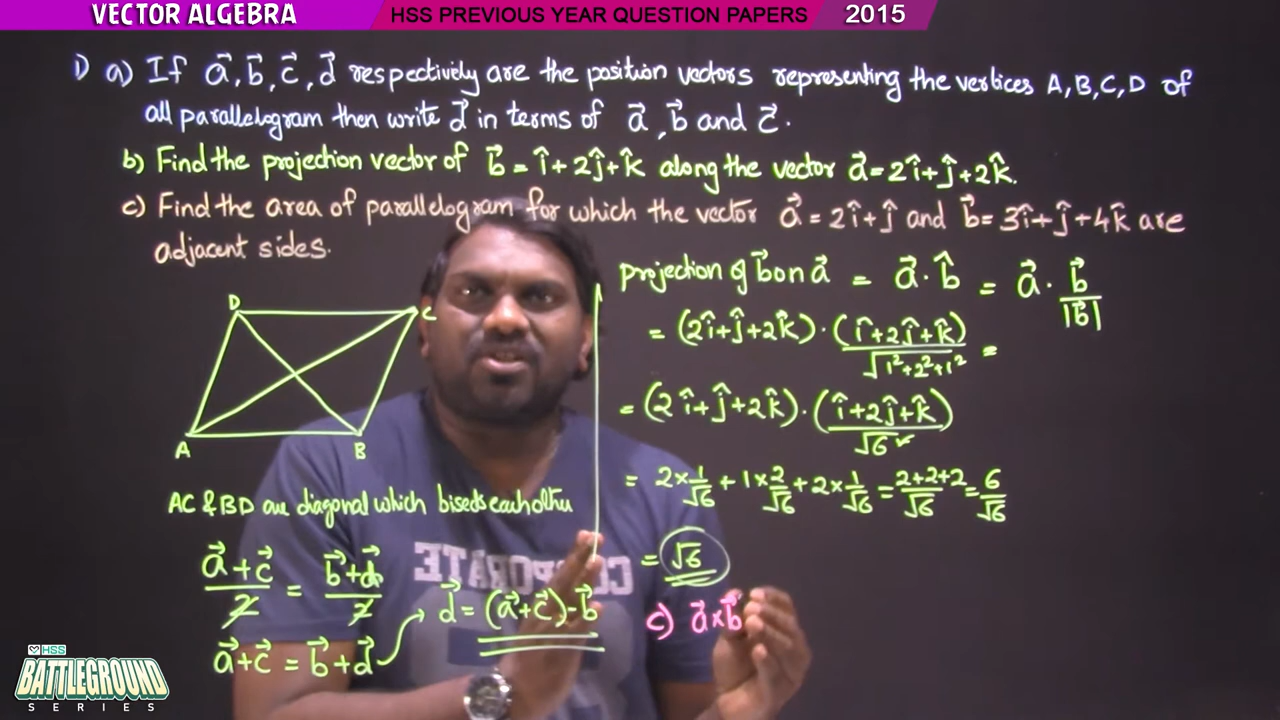 VECTOR ALGEBRA HSS PREVIOUS YEAR QUESTION PAPERS 2015
1) a) If a⃗, b⃗, c⃗, d⃗ respectively are the position vectors representing the vertices A, B, C, D of
all parallelogram then write d⃗ in terms of a⃗, b⃗ and c⃗.
b) Find the projection vector of b⃗ = î+2ĵ+k̂ along the vector a⃗=2î+ĵ+2k̂.
c) Find the area of parallelogram for which the vector a⃗ = 2î+ĵ and b⃗= 3î+ĵ+4k̂ are
adjacent sides.
D C
A B
AC & BD are diagonal which bisects each other
(a⃗+c⃗)/2 = (b⃗+d⃗)/2
a⃗+c⃗ = b⃗+d⃗ → d⃗ = (a⃗+c⃗)-b⃗
projection of b⃗ on a⃗ = a⃗ · b̂ = a⃗ · b⃗/|b⃗|
= (2î+ĵ+2k̂) · (î+2ĵ+k̂)/√(1²+2²+1²) =
= (2î+ĵ+2k̂) · (î+2ĵ+k̂)/√6
= 2×1/√6 + 1×2/√6 + 2×1/√6 = (2+2+2)/√6 = 6/√6
= √6
c) a⃗×b⃗
CORPORATE
HSS
BATTLEGROUND
SERIES